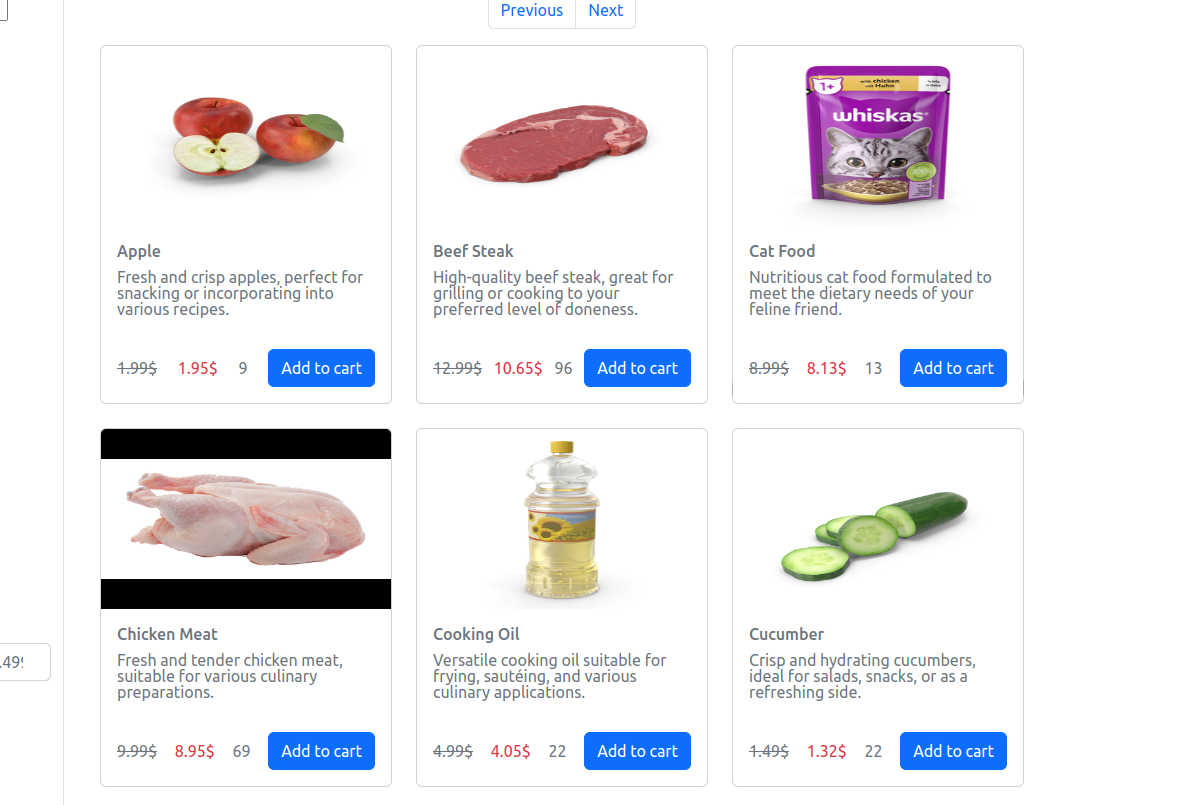 Previous Next
1+
with chicken
mit Huhn
whiskas
100%
Apple
Fresh and crisp apples, perfect for
snacking or incorporating into
various recipes.
1.99$ 1.95$ 9 Add to cart
Beef Steak
High-quality beef steak, great for
grilling or cooking to your
preferred level of doneness.
12.99$ 10.65$ 96 Add to cart
Cat Food
Nutritious cat food formulated to
meet the dietary needs of your
feline friend.
8.99$ 8.13$ 13 Add to cart
Chicken Meat
Fresh and tender chicken meat,
suitable for various culinary
preparations.
9.99$ 8.95$ 69 Add to cart
Cooking Oil
Versatile cooking oil suitable for
frying, sautéing, and various
culinary applications.
4.99$ 4.05$ 22 Add to cart
Cucumber
Crisp and hydrating cucumbers,
ideal for salads, snacks, or as a
refreshing side.
1.49$ 1.32$ 22 Add to cart